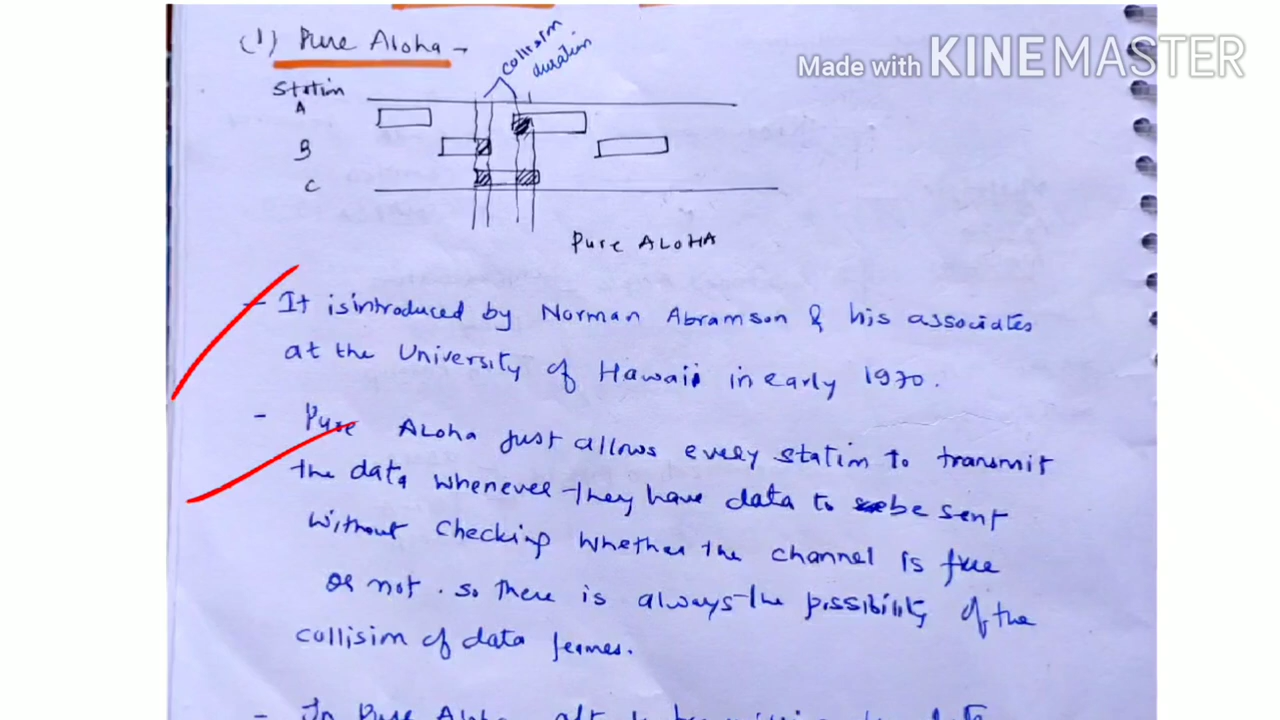 Made with KINEMASTER
(1) Pure Aloha -
collision
duration
Station
A
B
C
Pure ALOHA
- It is introduced by Norman Abramson & his associates
at the University of Hawaii in early 1970.
- Pure ALOHA just allows every station to transmit
the data whenever they have data to be sent
without checking whether the channel is free
or not. so there is always the possibility of the
collision of data frames.
- In Pure Aloha